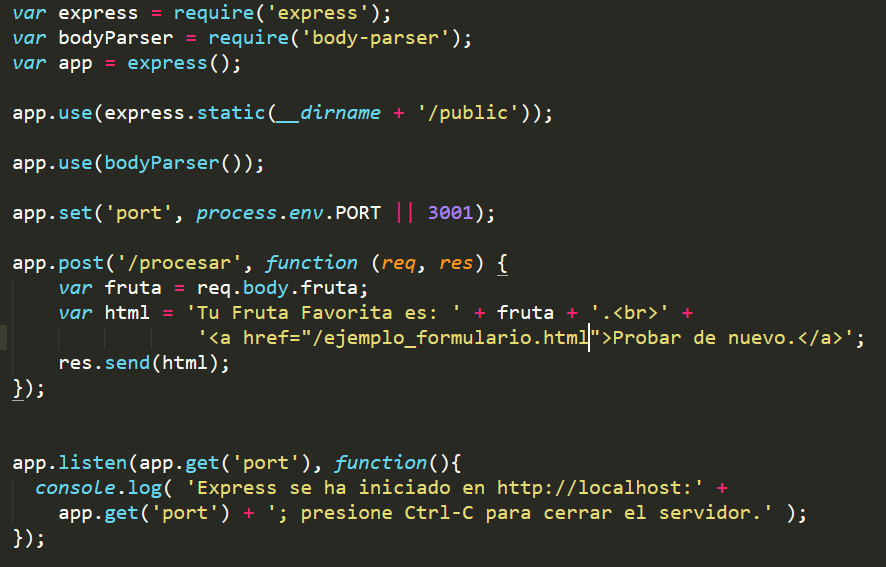 var express = require('express');
var bodyParser = require('body-parser');
var app = express();
app.use(express.static(__dirname + '/public'));
app.use(bodyParser());
app.set('port', process.env.PORT || 3001);
app.post('/procesar', function (req, res) {
var fruta = req.body.fruta;
var html = 'Tu Fruta Favorita es: ' + fruta + '.<br>' +
'<a href="/ejemplo_formulario.html">Probar de nuevo.</a>';
res.send(html);
});
app.listen(app.get('port'), function(){
console.log( 'Express se ha iniciado en http://localhost:' +
app.get('port') + '; presione Ctrl-C para cerrar el servidor.' );
});